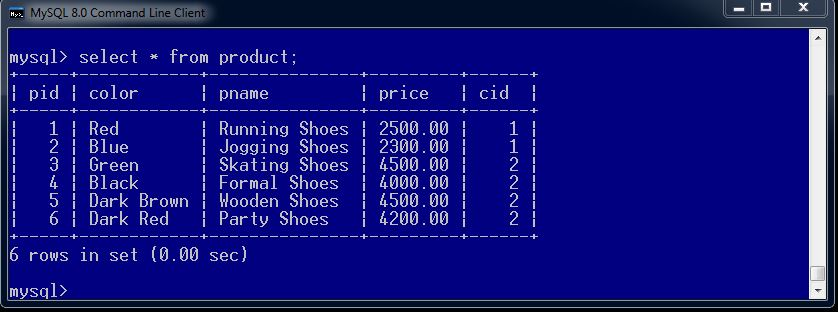 MySQL 8.0 Command Line Client
mysql> select * from product;
+-----+------------+---------------+---------+------+
| pid | color      | pname         | price   | cid  |
+-----+------------+---------------+---------+------+
|   1 | Red        | Running Shoes | 2500.00 |    1 |
|   2 | Blue       | Jogging Shoes | 2300.00 |    1 |
|   3 | Green      | Skating Shoes | 4500.00 |    2 |
|   4 | Black      | Formal Shoes  | 4000.00 |    2 |
|   5 | Dark Brown | Wooden Shoes  | 4500.00 |    2 |
|   6 | Dark Red   | Party Shoes   | 4200.00 |    2 |
+-----+------------+---------------+---------+------+
6 rows in set (0.00 sec)
mysql>